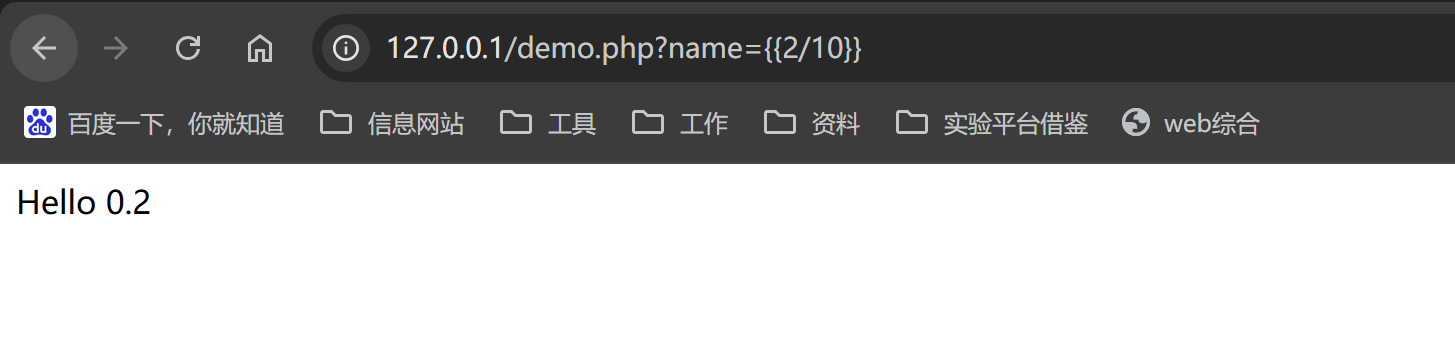 127.0.0.1/demo.php?name={{2/10}}
du 百度一下，你就知道 信息网站 工具 工作 资料 实验平台借鉴 web综合
Hello 0.2